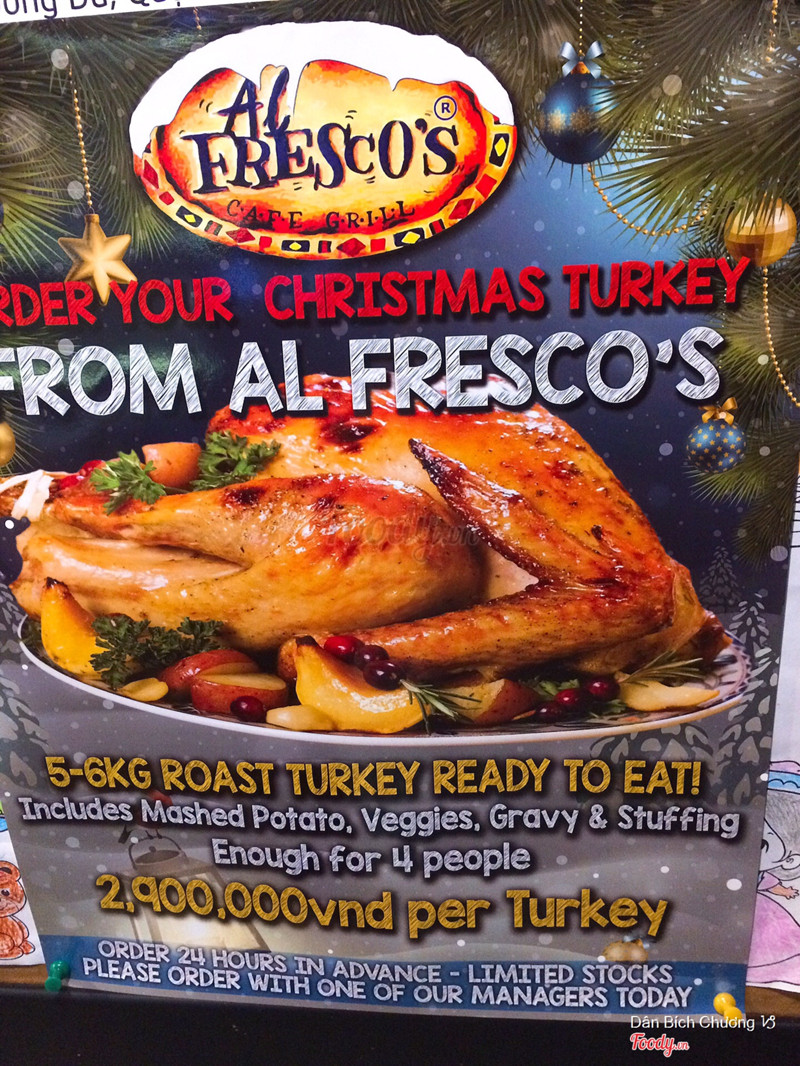 AL
FRESCO'S®
CAFE GRILL
RDER YOUR CHRISTMAS TURKEY
FROM AL FRESCO'S
5-6KG ROAST TURKEY READY TO EAT!
Includes Mashed Potato, Veggies, Gravy & Stuffing
Enough for 4 people
2,900,000vnd per Turkey
ORDER 24 HOURS IN ADVANCE - LIMITED STOCKS
PLEASE ORDER WITH ONE OF OUR MANAGERS TODAY
Dân Bích Chương
Foody.vn